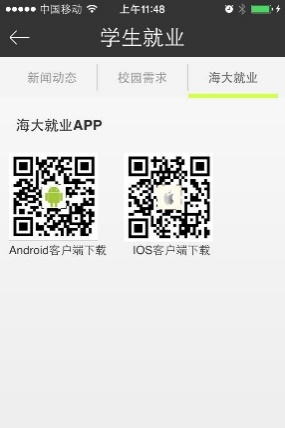 中国移动 上午11:48
学生就业
新闻动态 校园需求 海大就业
海大就业APP
Android客户端下载 IOS客户端下载